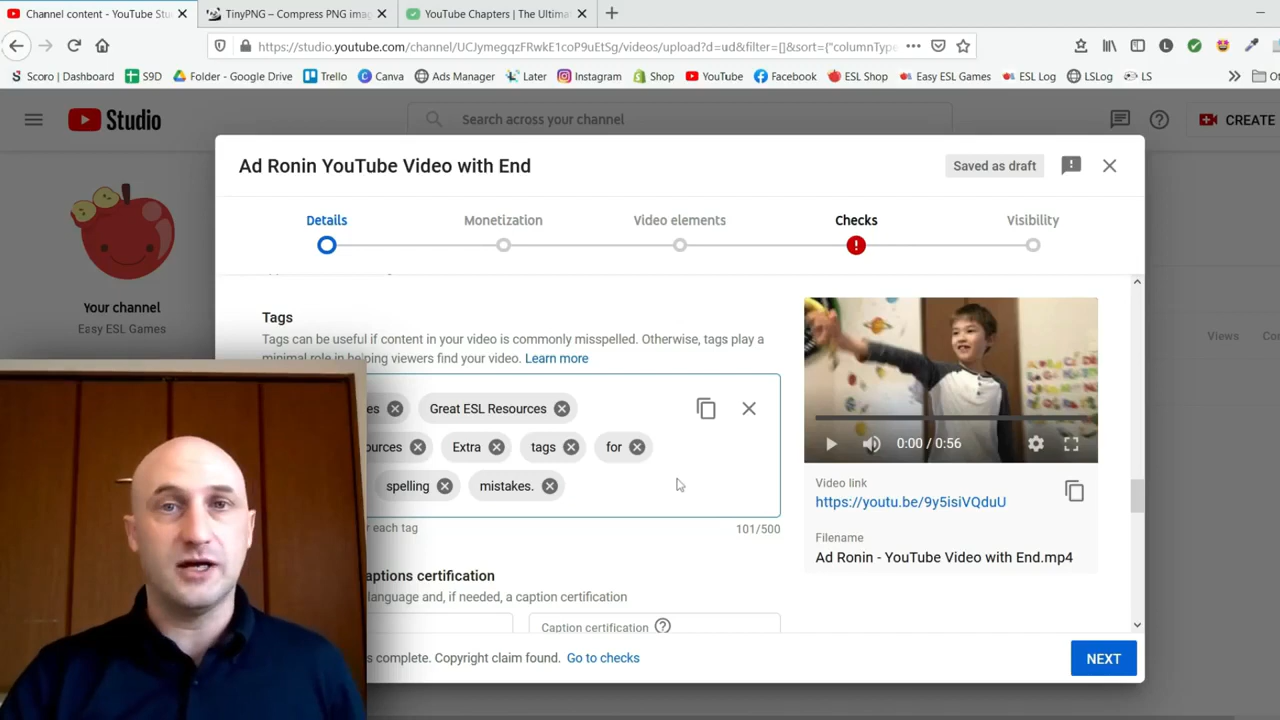 Channel content - YouTube Stu
TinyPNG – Compress PNG imag
YouTube Chapters | The Ultimat
https://studio.youtube.com/channel/UCJymegqzFRwkE1coP9uEtSg/videos/upload?d=ud&filter=[]&sort={"columnType
Scoro | Dashboard
S9D
Folder - Google Drive
Trello
Canva
Ads Manager
Later
Instagram
Shop
YouTube
Facebook
ESL Shop
Easy ESL Games
ESL Log
LSLog
LS
Studio
Search across your channel
CREATE
Ad Ronin YouTube Video with End
Saved as draft
Details
Monetization
Video elements
Checks
Visibility
Your channel
Easy ESL Games
Views
Tags
Tags can be useful if content in your video is commonly misspelled. Otherwise, tags play a
minimal role in helping viewers find your video. Learn more
es
Great ESL Resources
ources
Extra
tags
for
spelling
mistakes.
r each tag
101/500
0:00 / 0:56
Video link
https://youtu.be/9y5isiVQduU
Filename
Ad Ronin - YouTube Video with End.mp4
aptions certification
language and, if needed, a caption certification
Caption certification
s complete. Copyright claim found. Go to checks
NEXT